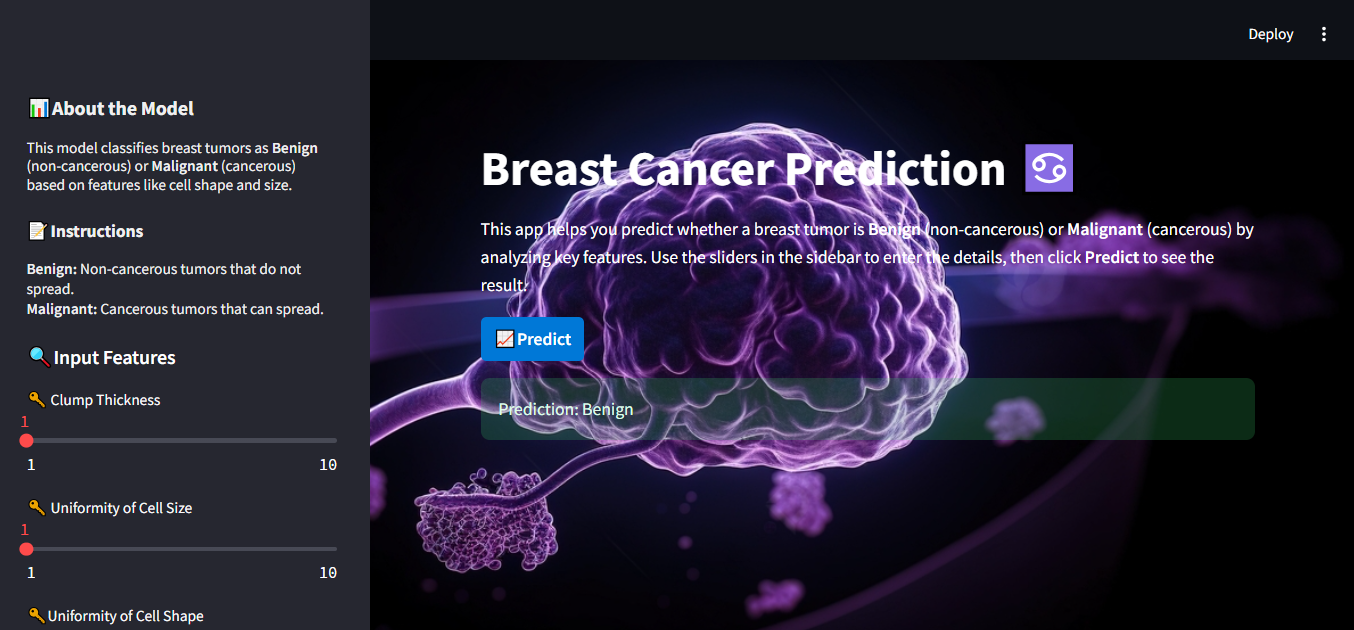 Deploy
About the Model
This model classifies breast tumors as Benign
(non-cancerous) or Malignant (cancerous)
based on features like cell shape and size.
Instructions
Benign: Non-cancerous tumors that do not
spread.
Malignant: Cancerous tumors that can spread.
Input Features
Clump Thickness
1
1 10
Uniformity of Cell Size
1
1 10
Uniformity of Cell Shape
Breast Cancer Prediction ♋
This app helps you predict whether a breast tumor is Benign (non-cancerous) or Malignant (cancerous) by
analyzing key features. Use the sliders in the sidebar to enter the details, then click Predict to see the
result.
Predict
Prediction: Benign